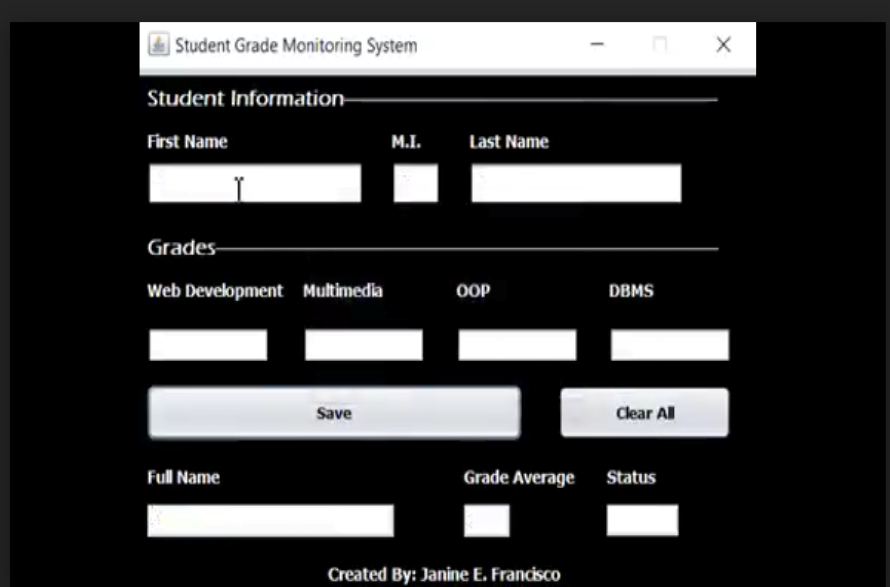 Student Grade Monitoring System
Student Information
First Name M.I. Last Name
Grades
Web Development Multimedia OOP DBMS
Save Clear All
Full Name Grade Average Status
Created By: Janine E. Francisco